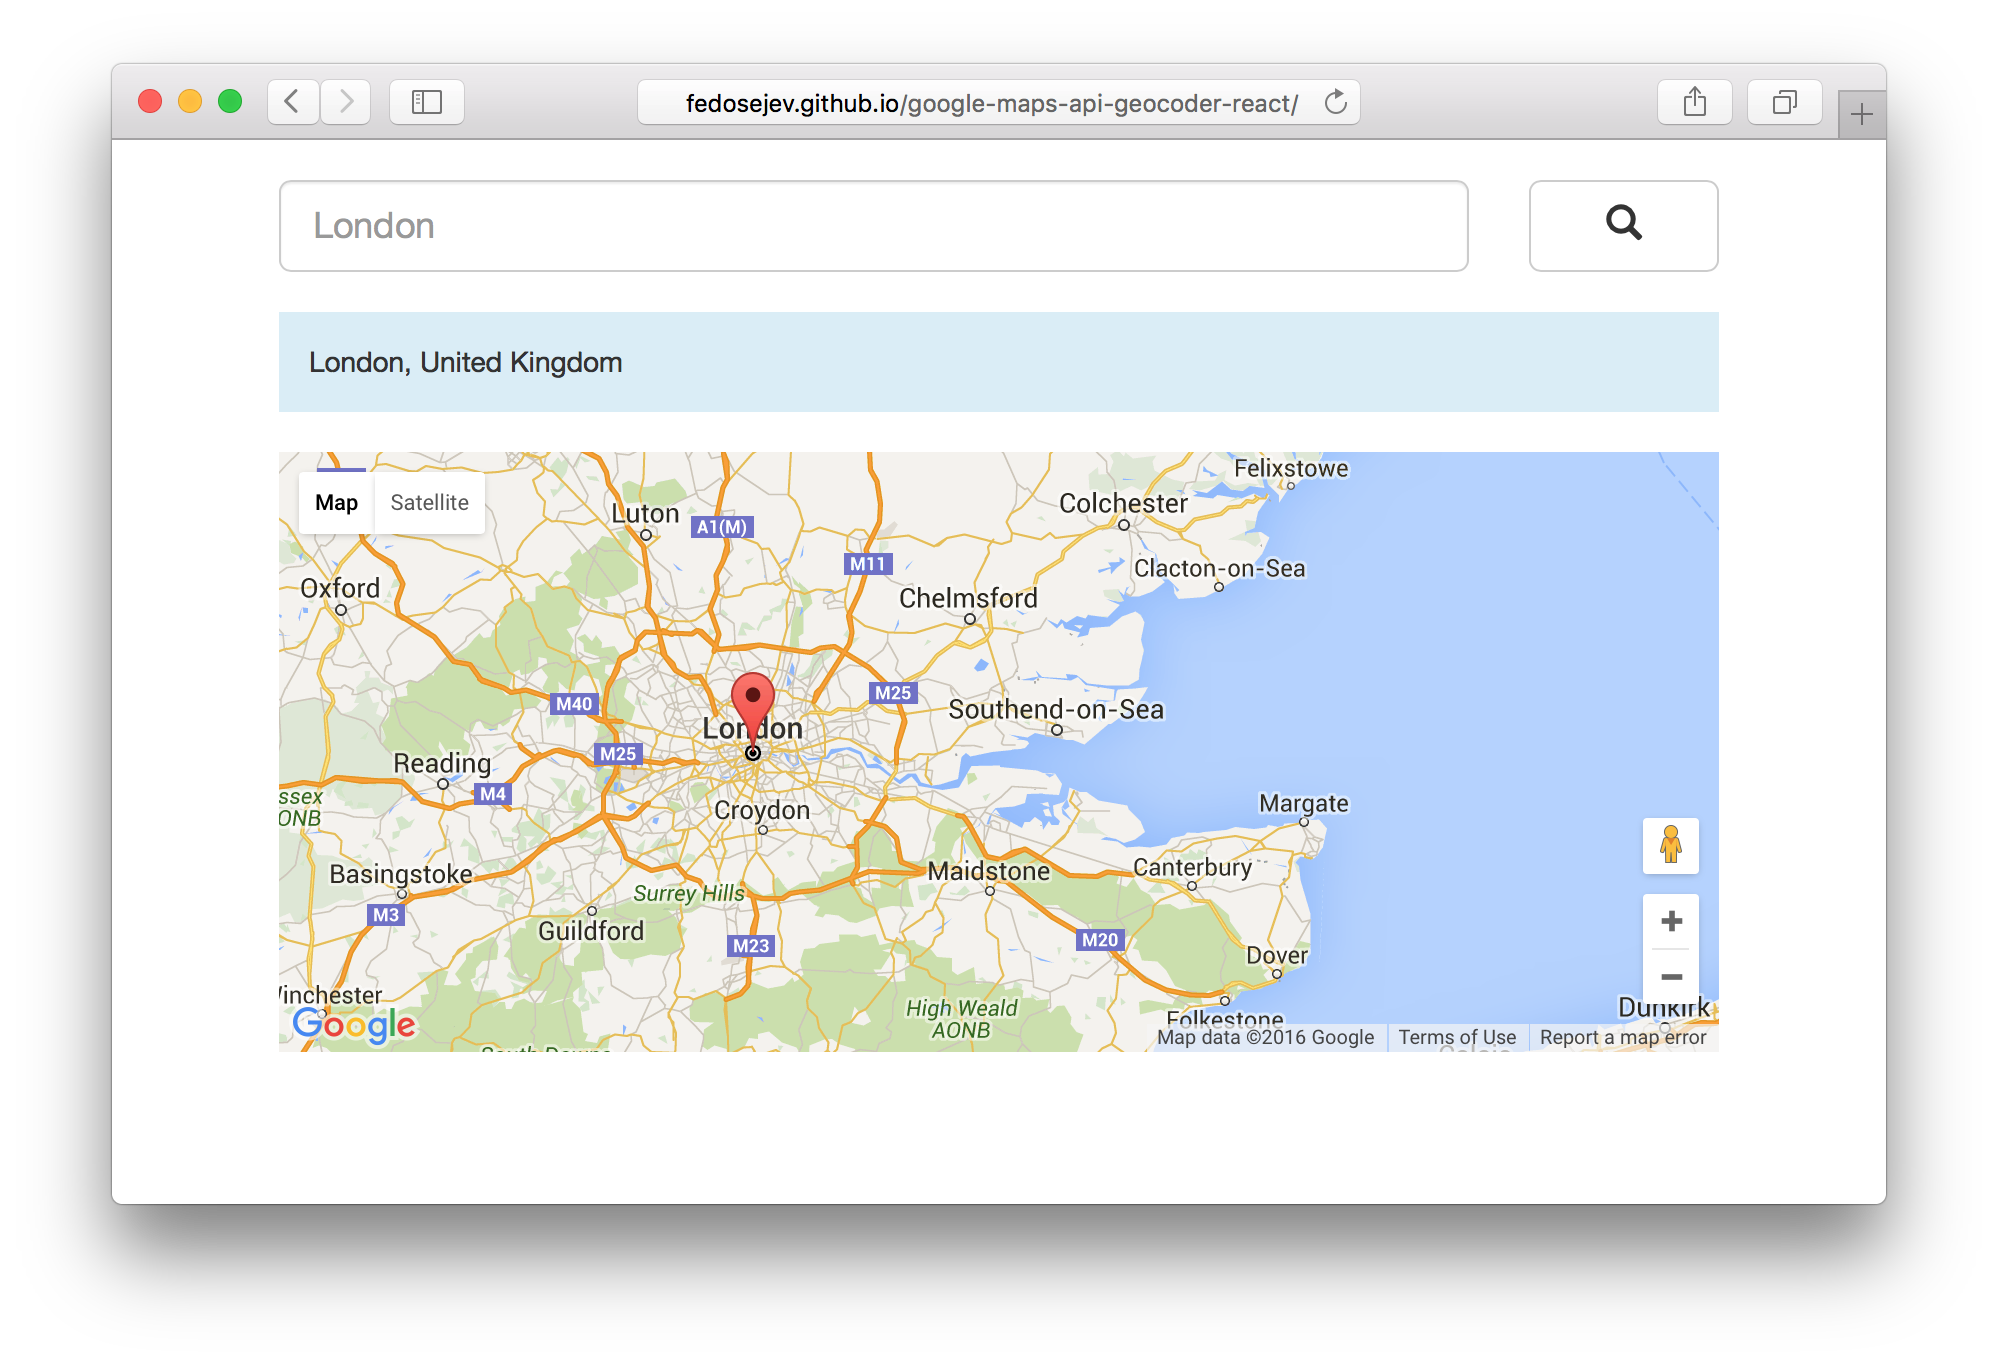 fedosejev.github.io/google-maps-api-geocoder-react/
London
London, United Kingdom
Map
Satellite
Felixstowe
Colchester
Luton
A1(M)
M11
Clacton-on-Sea
Oxford
Chelmsford
M40
M25
Southend-on-Sea
London
M25
Reading
M4
ssex
ONB
Croydon
Margate
Basingstoke
Maidstone
Canterbury
Surrey Hills
M3
Guildford
M23
M20
Dover
inchester
High Weald
AONB
Dunkirk
Folkestone
Google
Map data ©2016 Google
Terms of Use
Report a map error